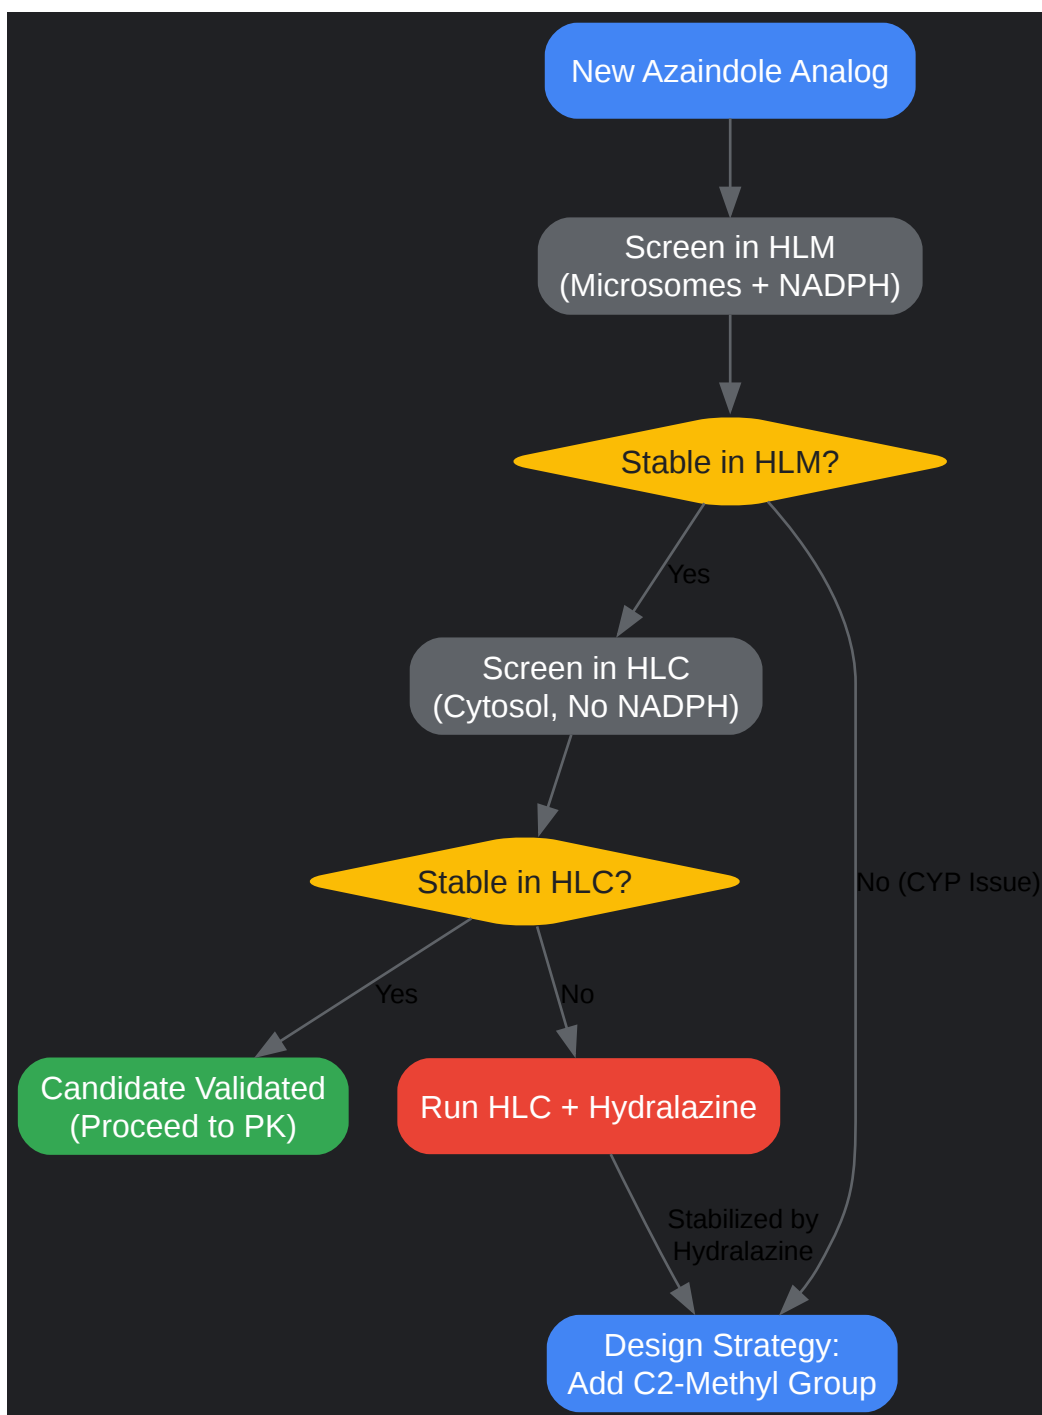 New Azaindole Analog
Screen in HLM
(Microsomes + NADPH)
Stable in HLM?
Yes
Screen in HLC
(Cytosol, No NADPH)
Stable in HLC?
No (CYP Issue)
Yes
No
Candidate Validated
(Proceed to PK)
Run HLC + Hydralazine
Stabilized by
Hydralazine
Design Strategy:
Add C2-Methyl Group